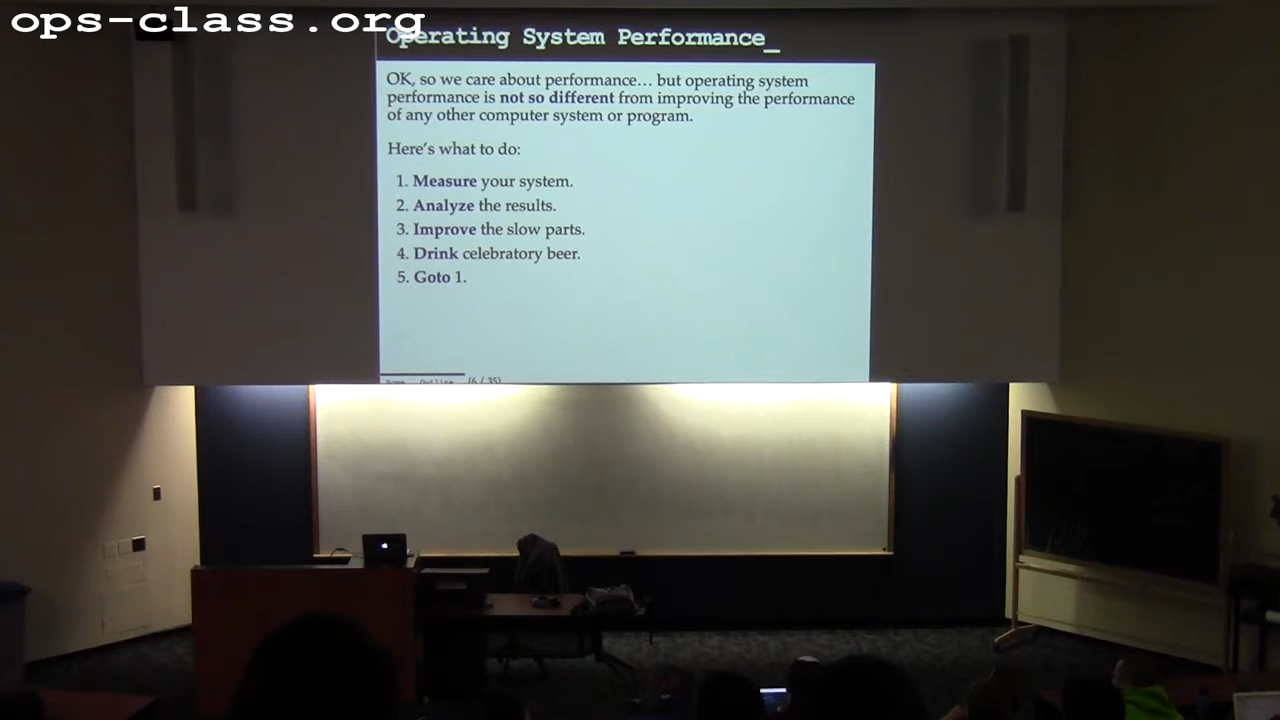 ops-class.org
Operating System Performance_
OK, so we care about performance… but operating system
performance is not so different from improving the performance
of any other computer system or program.
Here's what to do:
1. Measure your system.
2. Analyze the results.
3. Improve the slow parts.
4. Drink celebratory beer.
5. Goto 1.
(6 / 35)